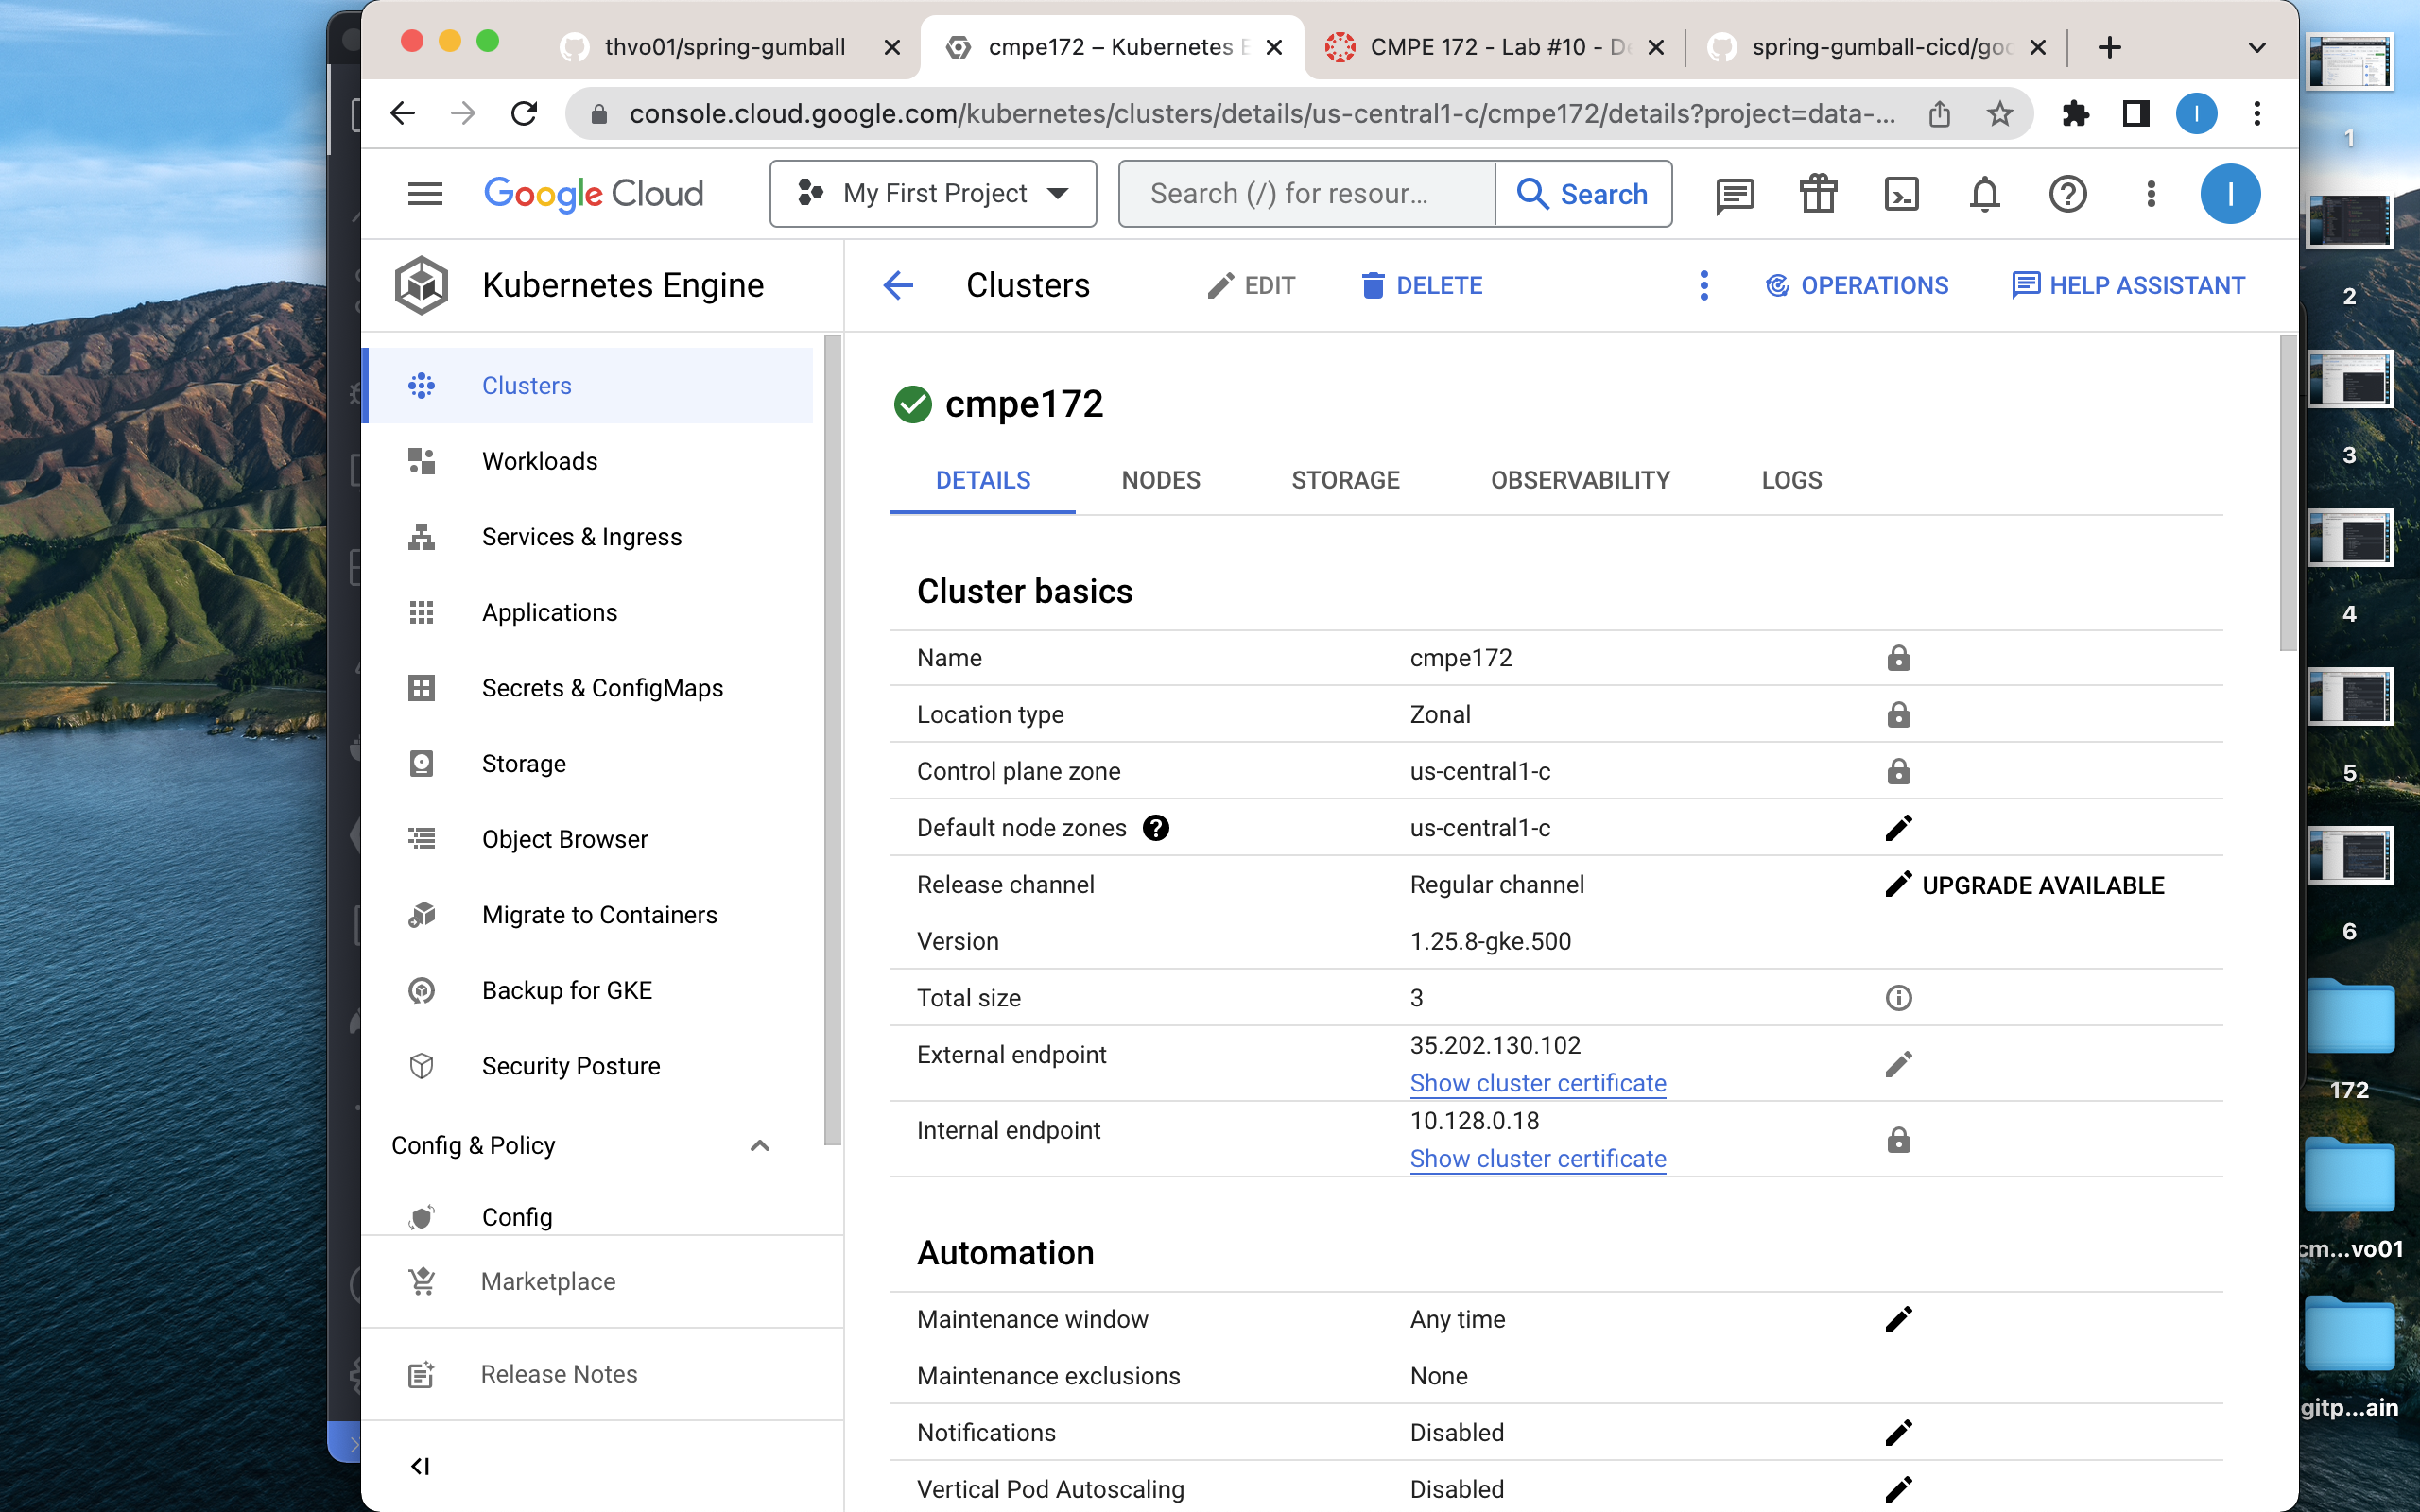 thvo01/spring-gumball
cmpe172 – Kubernetes E
CMPE 172 - Lab #10 - De
spring-gumball-cicd/goo
console.cloud.google.com/kubernetes/clusters/details/us-central1-c/cmpe172/details?project=data-...
I
Google Cloud
My First Project
Search (/) for resour...
Search
I
Kubernetes Engine
Clusters
EDIT
DELETE
OPERATIONS
HELP ASSISTANT
Clusters
Workloads
Services & Ingress
Applications
Secrets & ConfigMaps
Storage
Object Browser
Migrate to Containers
Backup for GKE
Security Posture
Config & Policy
Config
Marketplace
Release Notes
cmpe172
DETAILS
NODES
STORAGE
OBSERVABILITY
LOGS
Cluster basics
Name cmpe172
Location type Zonal
Control plane zone us-central1-c
Default node zones us-central1-c
Release channel Regular channel UPGRADE AVAILABLE
Version 1.25.8-gke.500
Total size 3
External endpoint 35.202.130.102
Show cluster certificate
Internal endpoint 10.128.0.18
Show cluster certificate
Automation
Maintenance window Any time
Maintenance exclusions None
Notifications Disabled
Vertical Pod Autoscaling Disabled
1
2
3
4
5
6
172
cm...vo01
gitp...ain